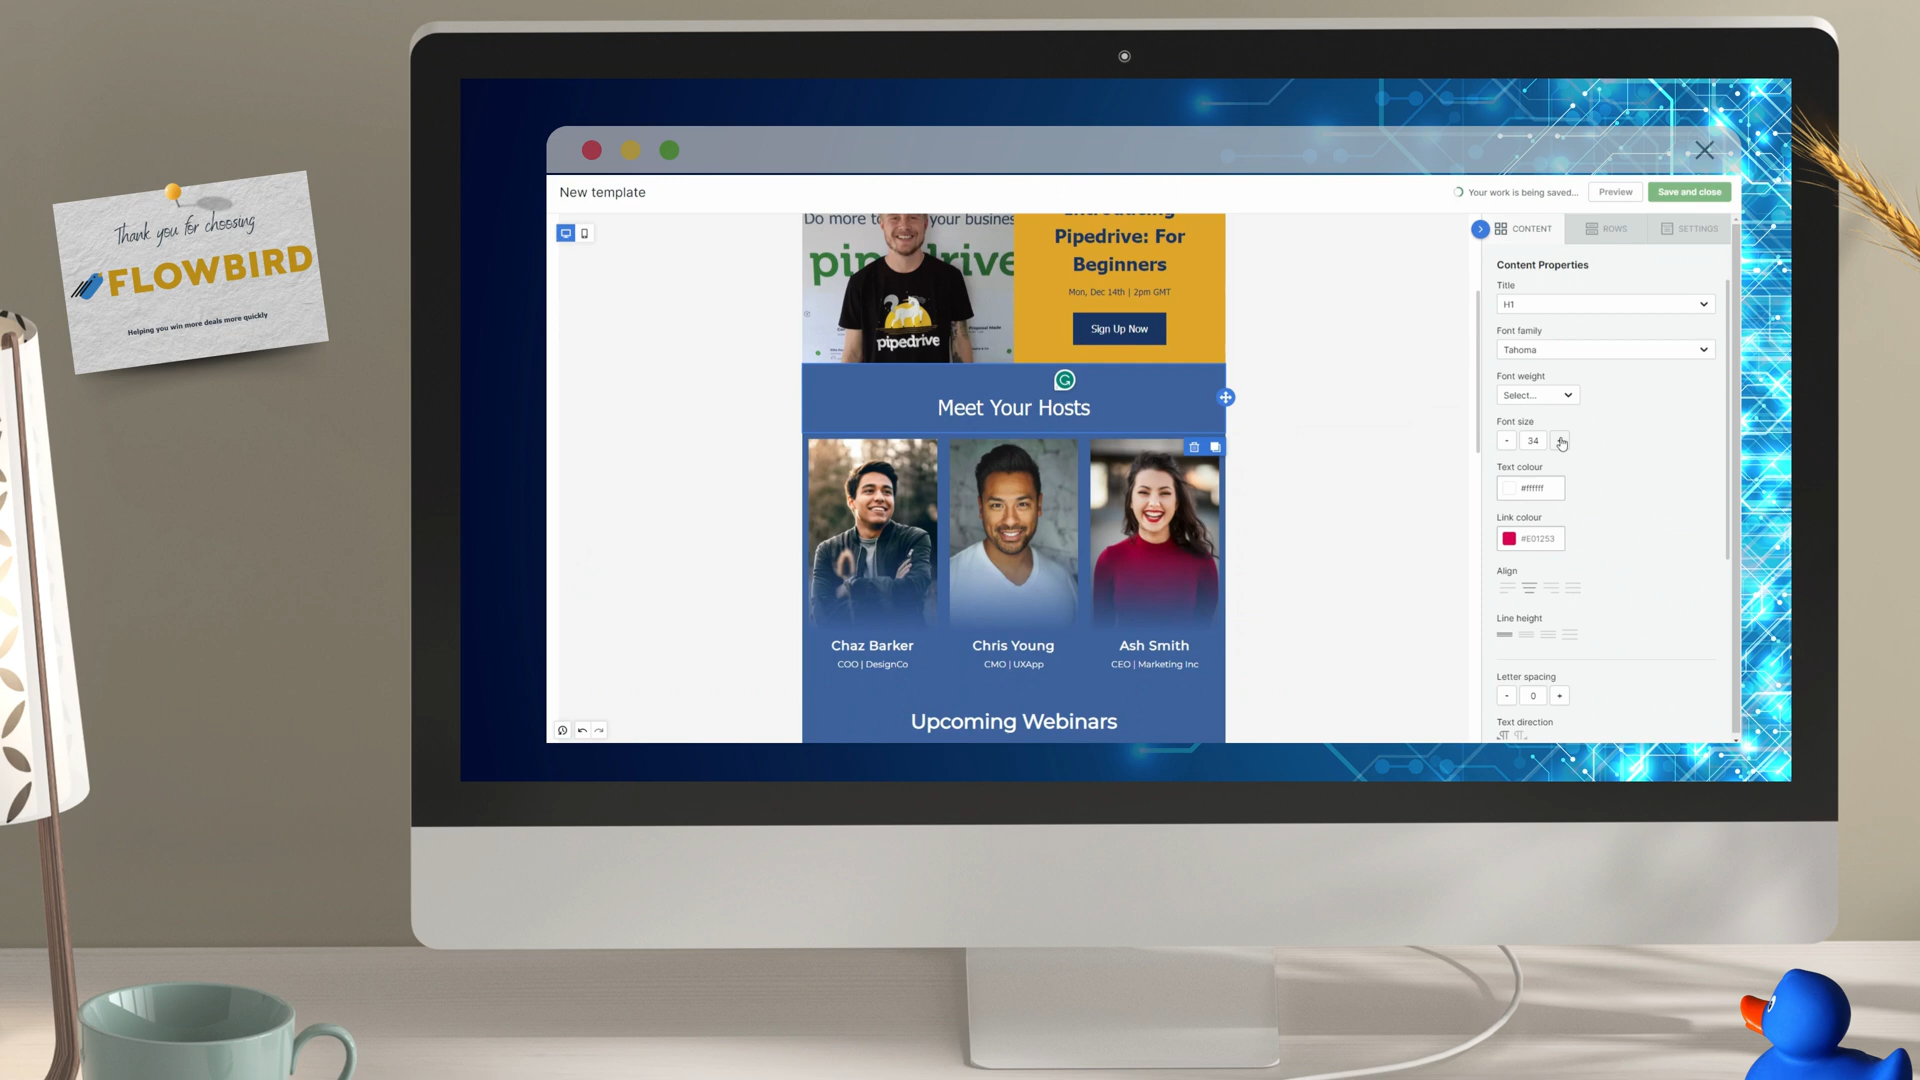 Thank you for choosing
FLOWBIRD
Helping you win more deals more quickly
New template
Your work is being saved...
Preview
Save and close
Do more to your business
pipedrive
pipedrive
Introducing
Pipedrive: For
Beginners
Mon, Dec 14th | 2pm GMT
Sign Up Now
Meet Your Hosts
Chaz Barker
COO | DesignCo
Chris Young
CMO | UXApp
Ash Smith
CEO | Marketing Inc
Upcoming Webinars
CONTENT
ROWS
SETTINGS
Content Properties
Title
H1
Font family
Tahoma
Font weight
Select...
Font size
- 34
Text colour
#ffffff
Link colour
#E01253
Align
Line height
Letter spacing
- 0 +
Text direction